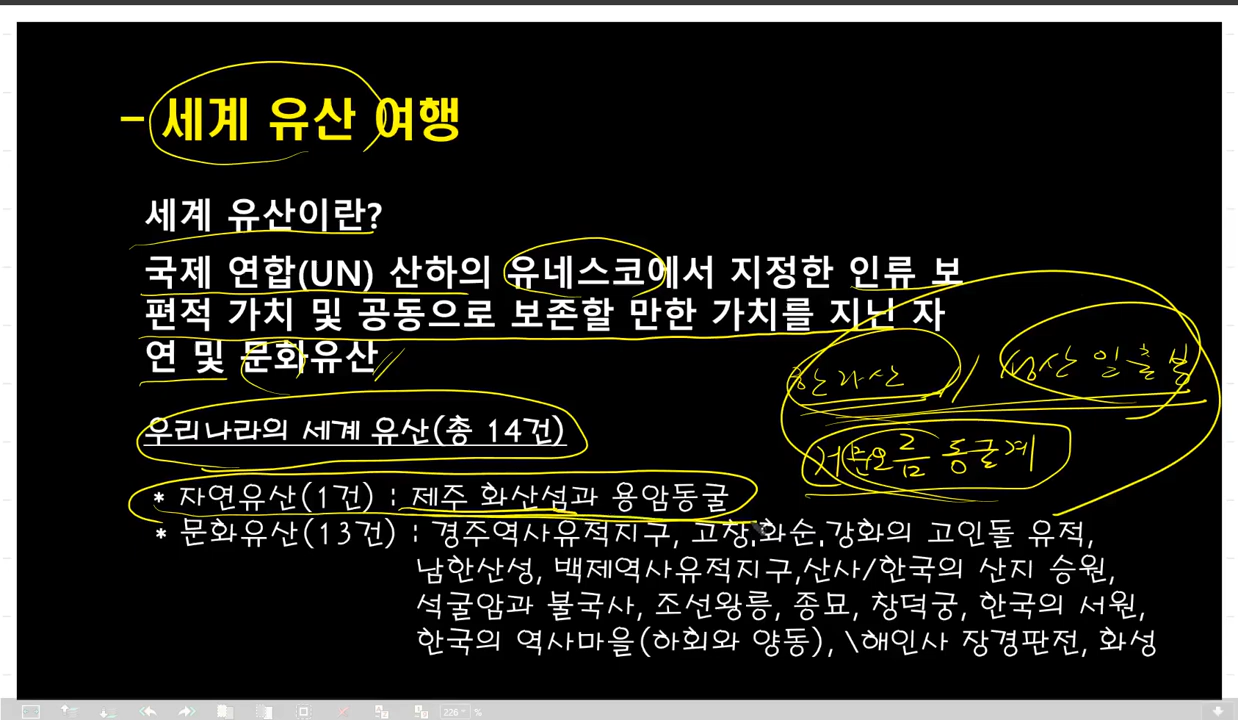 - 세계 유산 여행
세계 유산이란?
국제 연합(UN) 산하의 유네스코에서 지정한 인류 보
편적 가치 및 공동으로 보존할 만한 가치를 지닌 자
연 및 문화유산
한라산 / 성산 일출봉
우리나라의 세계 유산(총 14건)
거문오름 동굴계
* 자연유산(1건) : 제주 화산섬과 용암동굴
* 문화유산(13건) : 경주역사유적지구, 고창,화순,강화의 고인돌 유적,
남한산성, 백제역사유적지구,산사/한국의 산지 승원,
석굴암과 불국사, 조선왕릉, 종묘, 창덕궁, 한국의 서원,
한국의 역사마을(하회와 양동), \해인사 장경판전, 화성
226 %